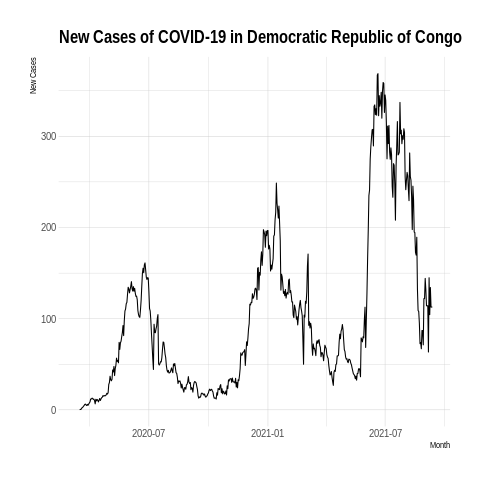 New Cases of COVID-19 in Democratic Republic of Congo
New Cases
300
200
100
0
2020-07 2021-01 2021-07
Month